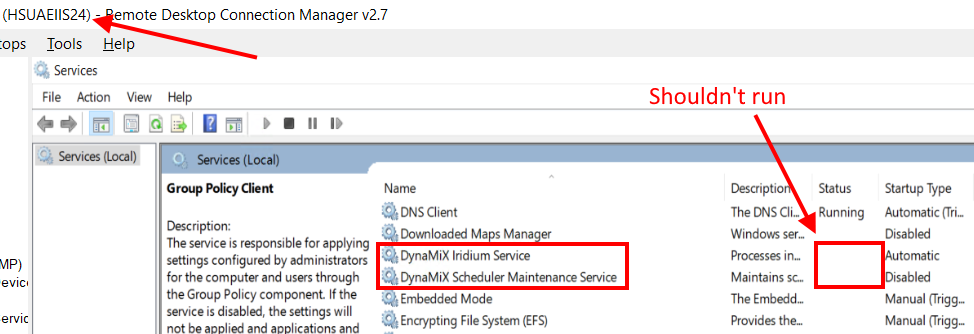 (HSUAEIIS24) - Remote Desktop Connection Manager v2.7
tops Tools Help
Services
File Action View Help
Shouldn't run
Services (Local)
Services (Local)
Group Policy Client
Description:
The service is responsible for applying
settings configured by administrators
for the computer and users through
the Group Policy component. If the
service is disabled, the settings will
not be applied and applications and
Name Description Status Startup Type
DNS Client The DNS Cli... Running Automatic (Trig
Downloaded Maps Manager Windows ser... Disabled
DynaMiX Iridium Service Processes in... Automatic
DynaMiX Scheduler Maintenance Service Maintains sc... Disabled
Embedded Mode The Embedd... Manual (Trigg
Encrypting File System (EFS) Provides the... Manual (Trigg
MP)
Device
Servic